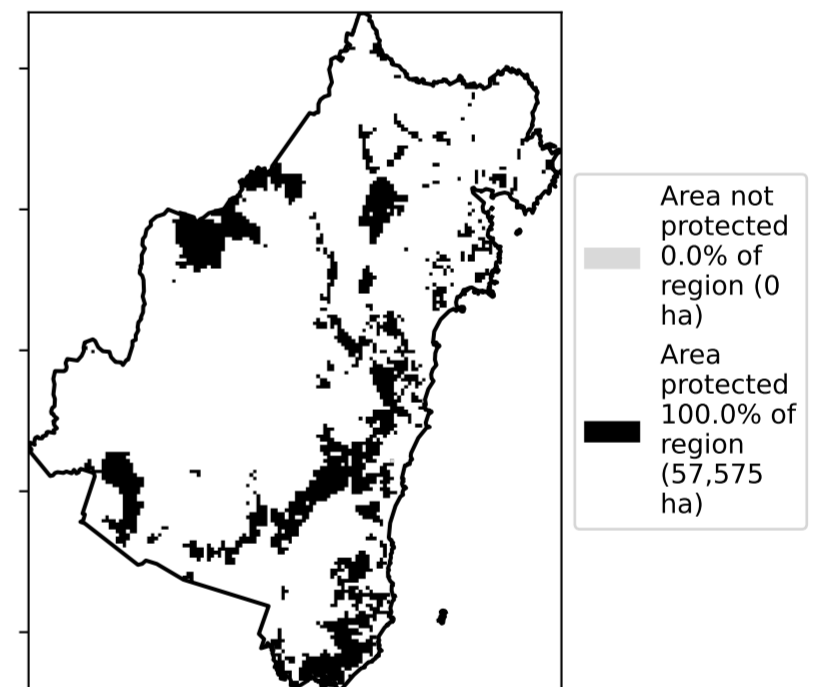 Area not
protected
0.0% of
region (0
ha)
Area
protected
100.0% of
region
(57,575
ha)